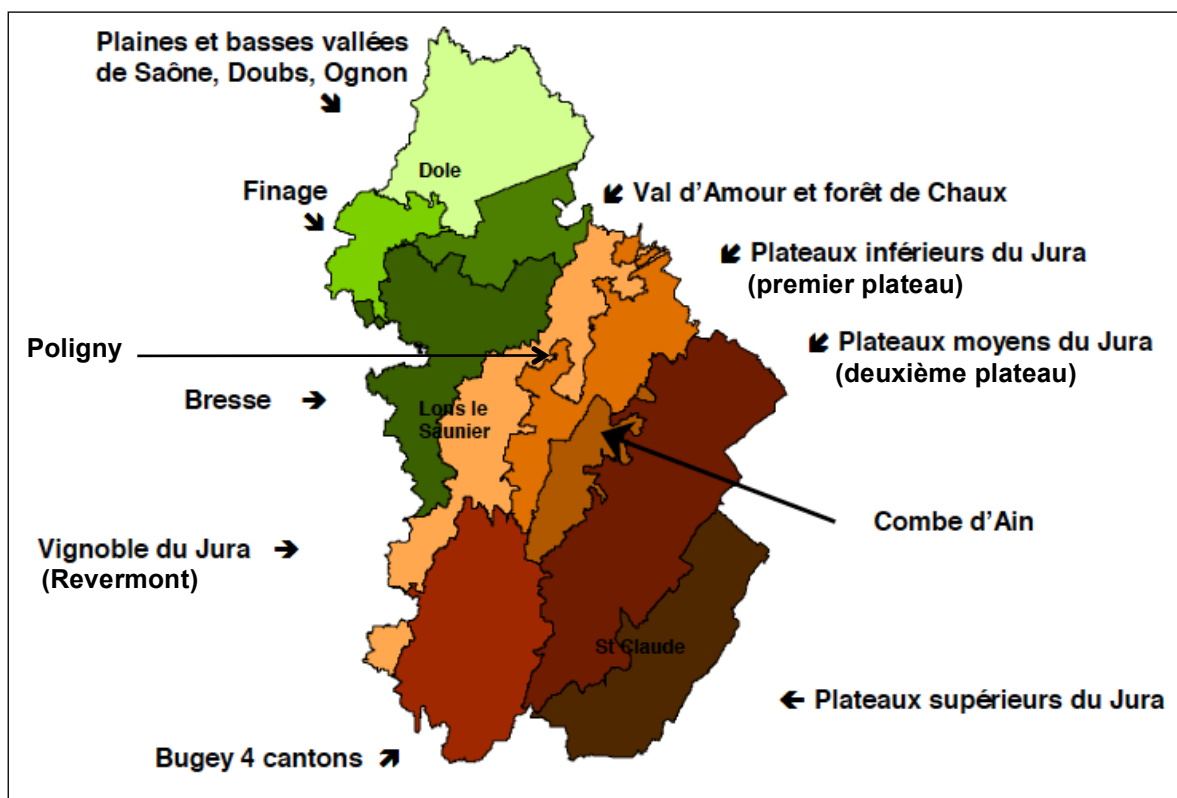 Plaines et basses vallées
de Saône, Doubs, Ognon
Dole
Finage
Val d'Amour et forêt de Chaux
Plateaux inférieurs du Jura
(premier plateau)
Poligny
Plateaux moyens du Jura
(deuxième plateau)
Bresse
Lons le
Saunier
Combe d'Ain
Vignoble du Jura
(Revermont)
St Claude
Plateaux supérieurs du Jura
Bugey 4 cantons